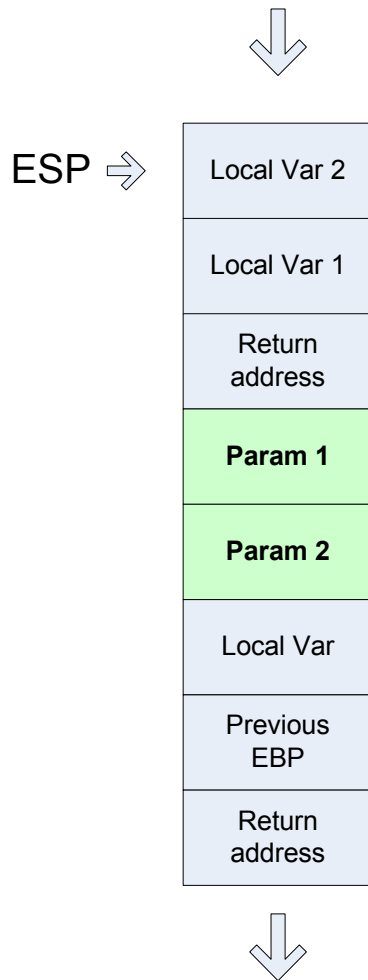 ESP
Local Var 2
Local Var 1
Return
address
Param 1
Param 2
Local Var
Previous
EBP
Return
address